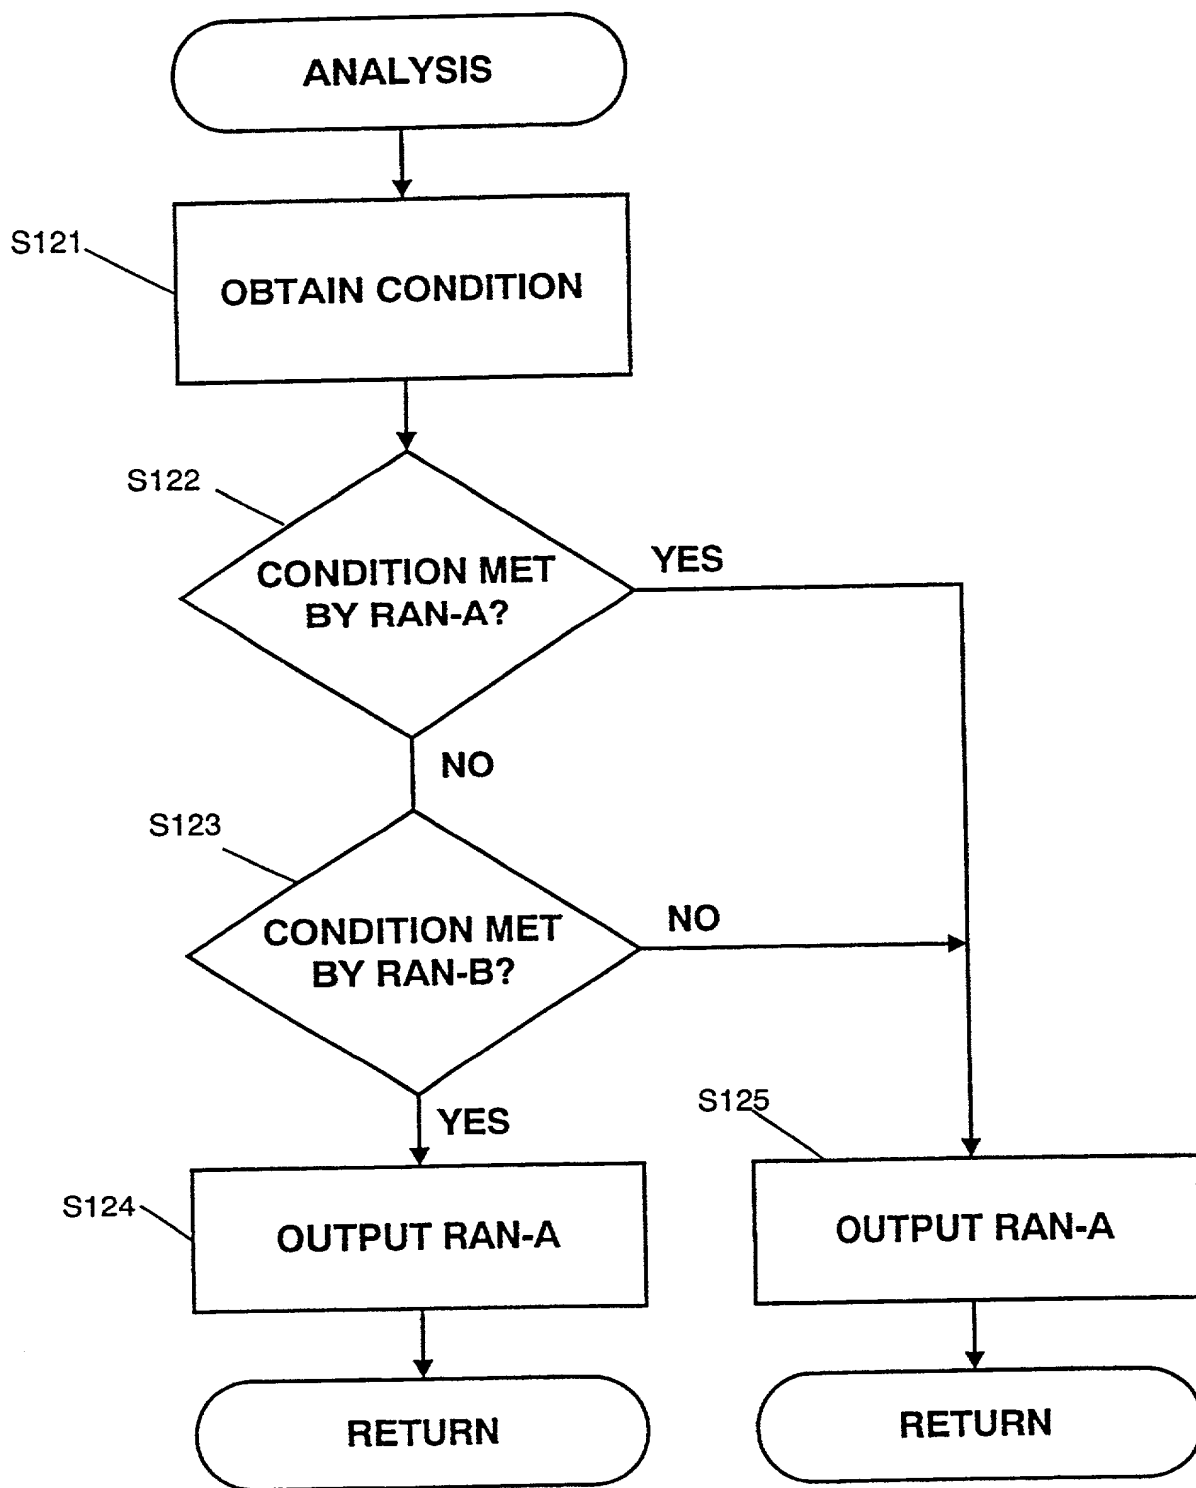 ANALYSIS
S121
OBTAIN CONDITION
S122
CONDITION MET
BY RAN-A?
YES
NO
S123
CONDITION MET
BY RAN-B?
NO
YES
S124
OUTPUT RAN-A
S125
OUTPUT RAN-A
RETURN
RETURN